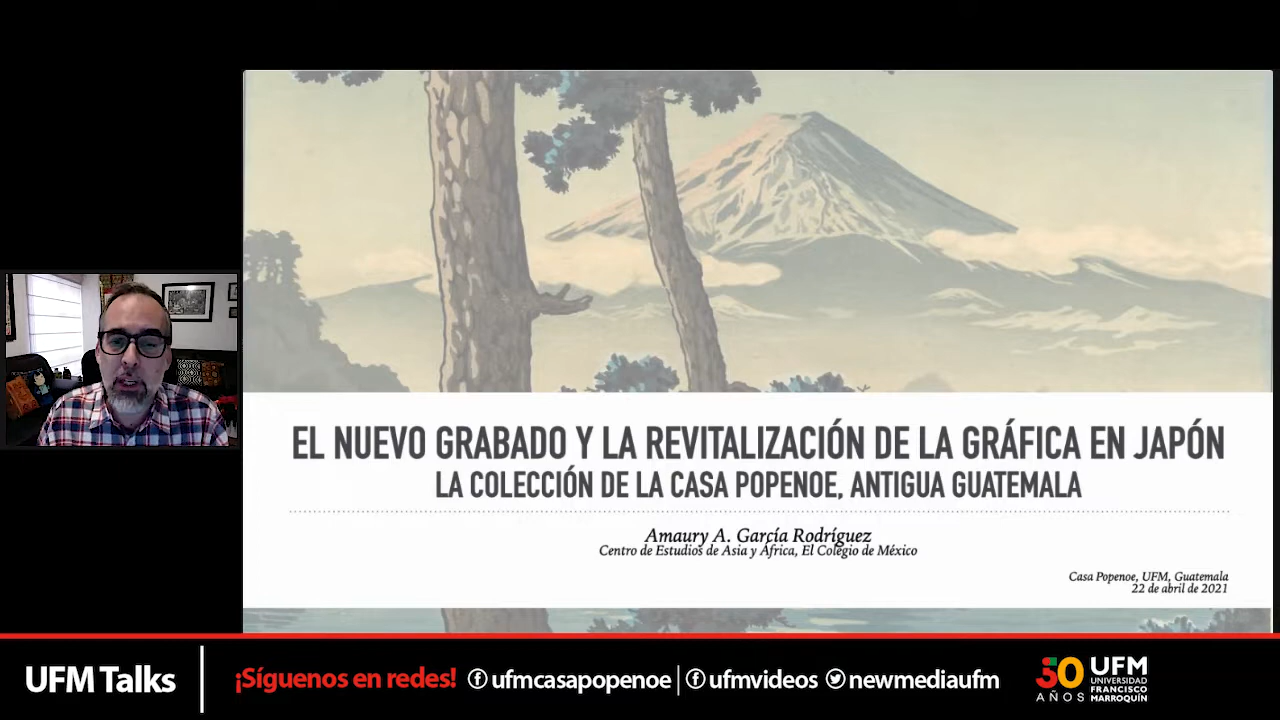 EL NUEVO GRABADO Y LA REVITALIZACIÓN DE LA GRÁFICA EN JAPÓN
LA COLECCIÓN DE LA CASA POPENOE, ANTIGUA GUATEMALA
Amaury A. García Rodríguez
Centro de Estudios de Asia y África, El Colegio de México
Casa Popenoe, UFM, Guatemala
22 de abril de 2021
UFM Talks
¡Síguenos en redes!
ufmcasapopenoe
ufmvideos
newmediaufm
50
AÑOS
UFM
UNIVERSIDAD
FRANCISCO
MARROQUÍN